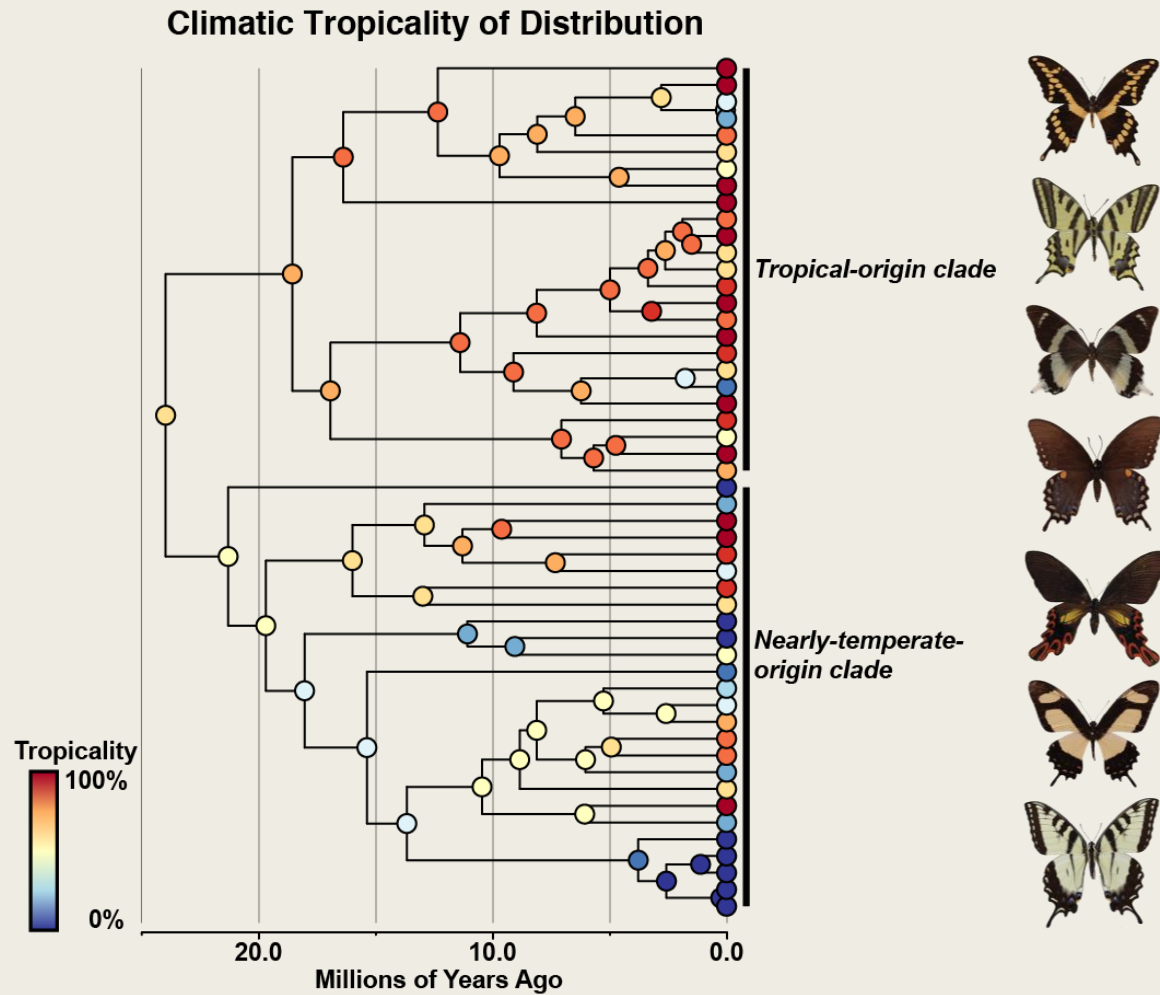 Climatic Tropicality of Distribution
Tropical-origin clade
Nearly-temperate-
origin clade
Tropicality
100%
0%
20.0
10.0
0.0
Millions of Years Ago